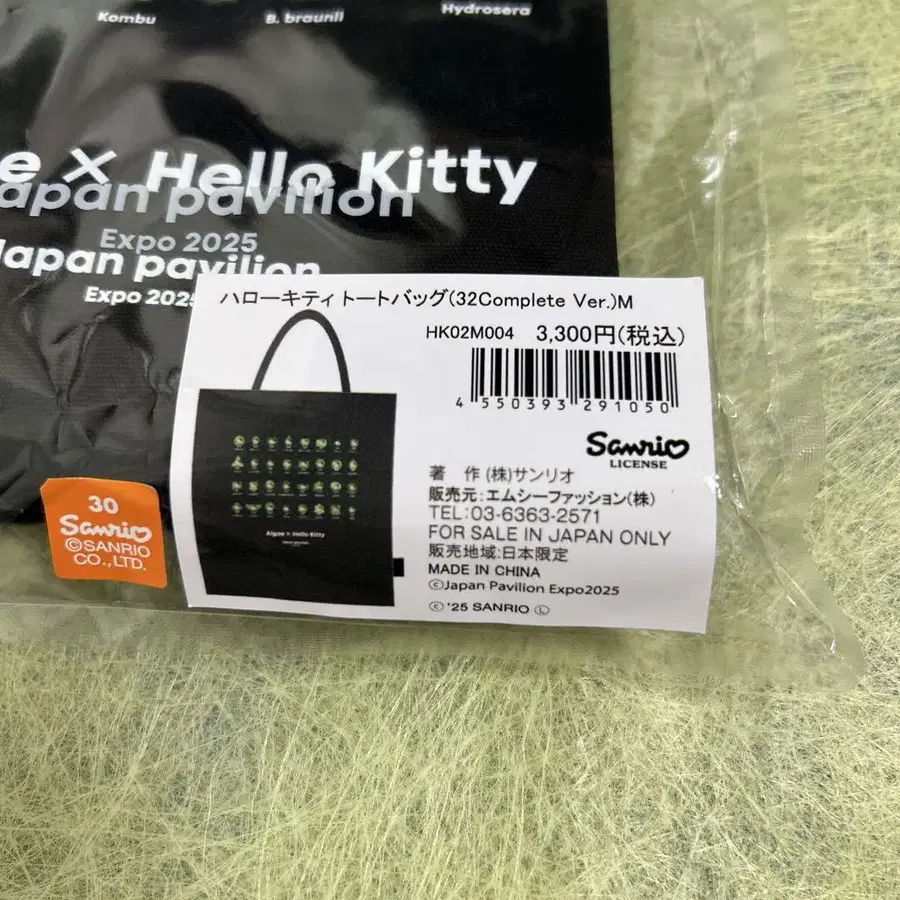 Kombu
B. braunii
Hydrosera
e × Hello Kitty
apan pavilion
Expo 2025
Japan pavilion
Expo 2025
ハローキティ トートバッグ(32Complete Ver.)M
HK02M004 3,300円(税込)
4 550393 291050
Sanrio
LICENSE
著 作 (株)サンリオ
販売元:エムシーファッション(株)
TEL:03-6363-2571
FOR SALE IN JAPAN ONLY
販売地域:日本限定
MADE IN CHINA
©Japan Pavilion Expo2025
© '25 SANRIO Ⓛ
Algae × Hello Kitty
30
Sanrio
©SANRIO
CO.,LTD.